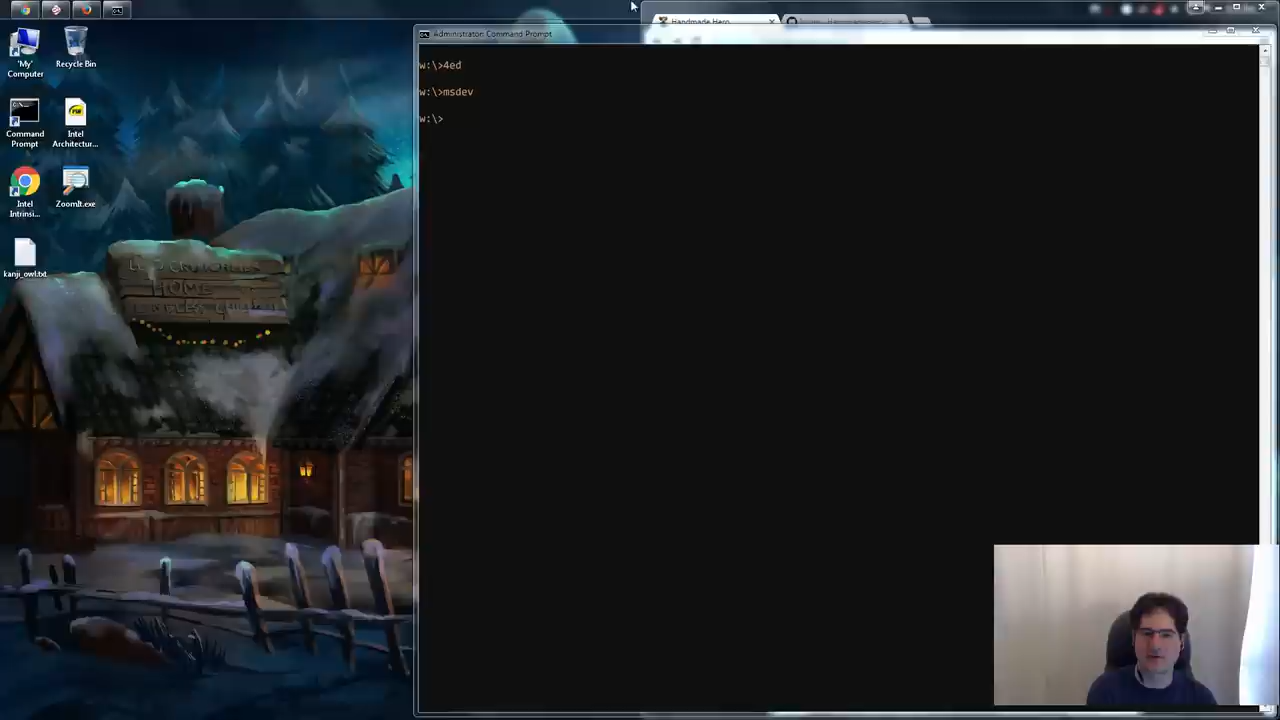 Handmade Hero
Administrator: Command Prompt
w:\>4ed
w:\>msdev
w:\>
'My'
Computer
Recycle Bin
Command
Prompt
Intel
Architectur...
Intel
Intrinsi...
ZoomIt.exe
kanji_owl.txt
HOME